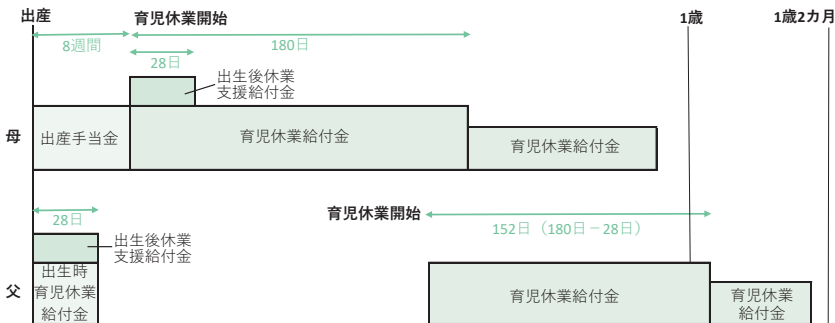 出産
育児休業開始
1歳
1歳2カ月
8週間
180日
28日
出生後休業
支援給付金
母
出産手当金
育児休業給付金
育児休業給付金
28日
育児休業開始
152日（180日－28日）
出生後休業
支援給付金
父
出生時
育児休業
給付金
育児休業給付金
育児休業
給付金